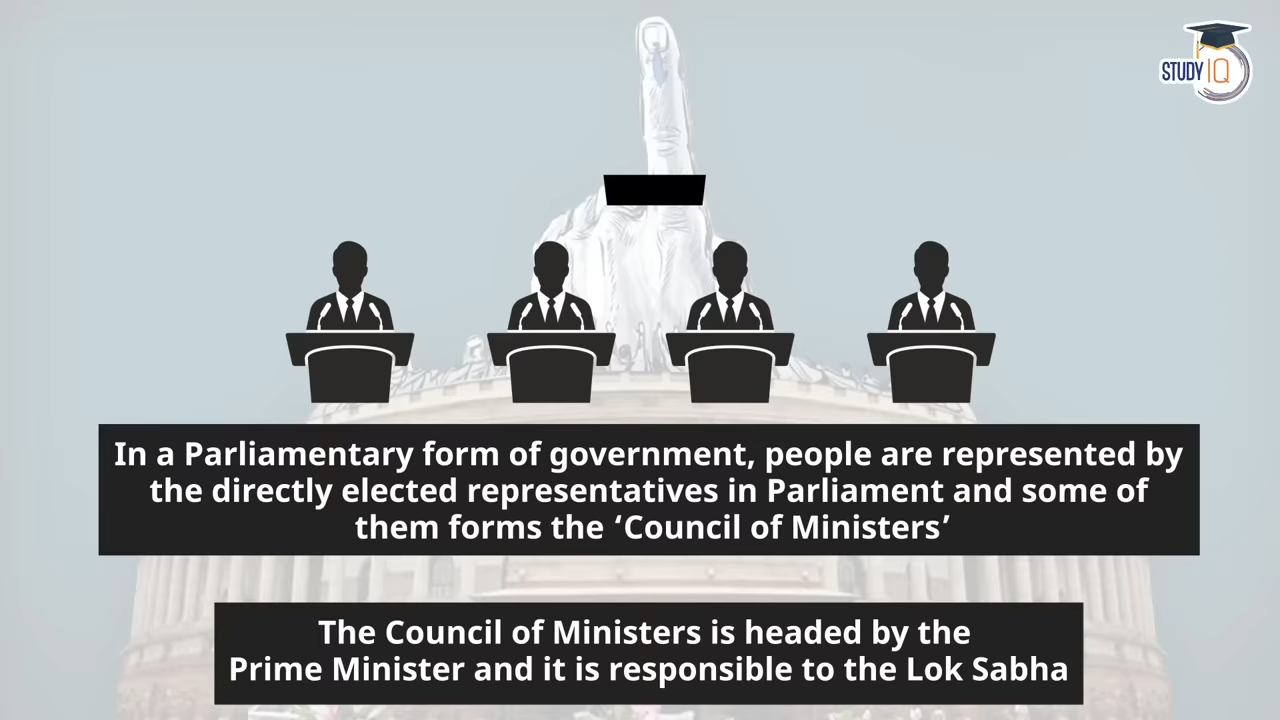 STUDY IQ
In a Parliamentary form of government, people are represented by
the directly elected representatives in Parliament and some of
them forms the ‘Council of Ministers’
The Council of Ministers is headed by the
Prime Minister and it is responsible to the Lok Sabha